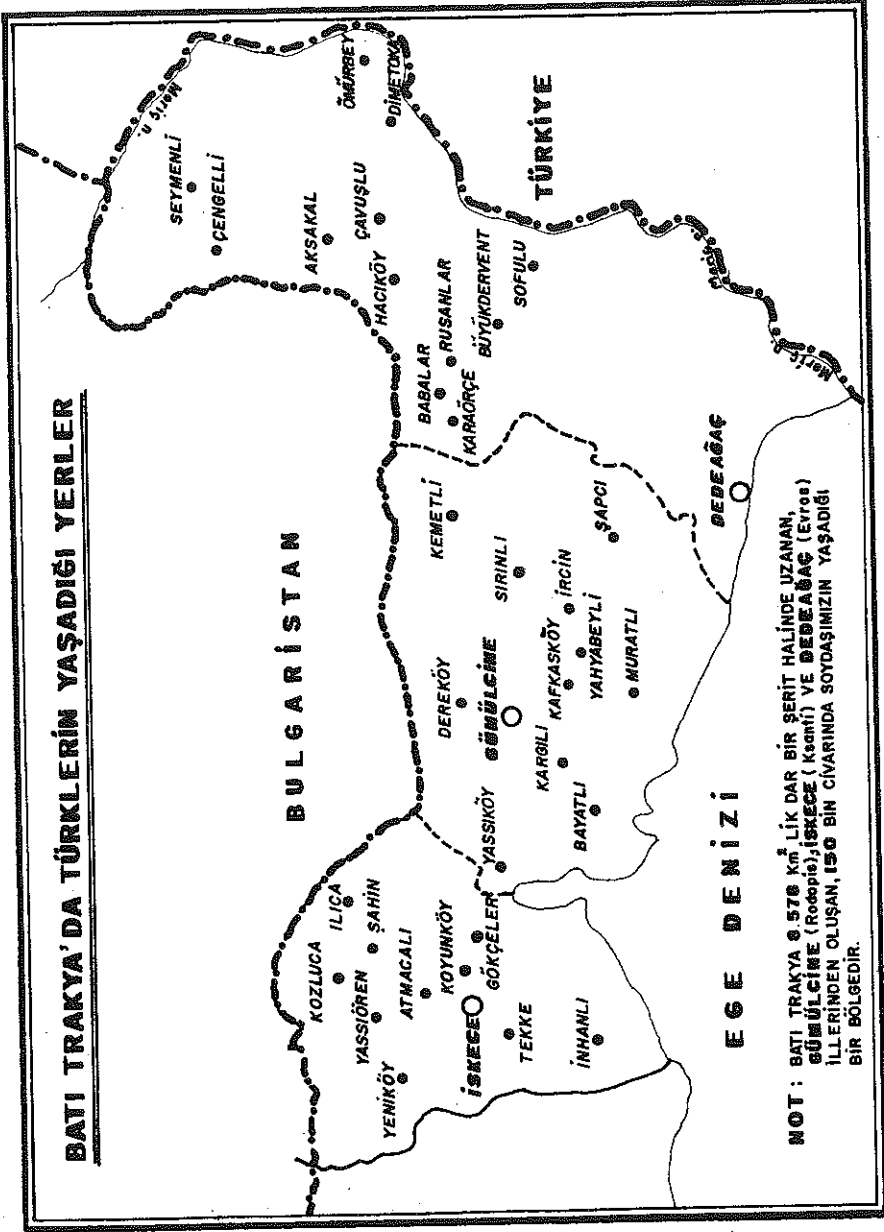 BATI TRAKYA'DA TÜRKLERİN YAŞADIĞI YERLER
BULGARİSTAN
TÜRKİYE
EGE DENİZİ
Meriç n.
SEYMENLİ
ÇENGELLİ
ÖMÜRBEY
DİMETOKA
AKSAKAL
ÇAVUŞLU
HACIKÖY
BABALAR
RUSANLAR
KARAÖRÇE
BÜYÜKDERVENT
SOFULU
Meriç n.
Meriç n.
KEMETLİ
SIRINLI
ŞAPCI
DEDEAĞAÇ
DEREKÖY
GÜMÜLCİNE
İRCİN
KAFKASKÖY
YAHYABEYLİ
MURATLI
KARGILI
BAYATLI
YASSIKÖY
KOZLUCA
ILICA
ŞAHİN
YASSIÖREN
ATMACALI
KOYUNKÖY
GÖKÇELER
YENİKÖY
İSKEÇE
TEKKE
İNHANLI
NOT: BATI TRAKYA 8.578 Km² LİK DAR BİR ŞERİT HALİNDE UZANAN,
GÜMÜLCİNE (Rodopis), İSKEÇE (Ksanti) VE DEDEAĞAÇ (Evros)
İLLERİNDEN OLUŞAN, 150 BİN CİVARINDA SOYDAŞIMIZIN YAŞADIĞI
BİR BÖLGEDİR.